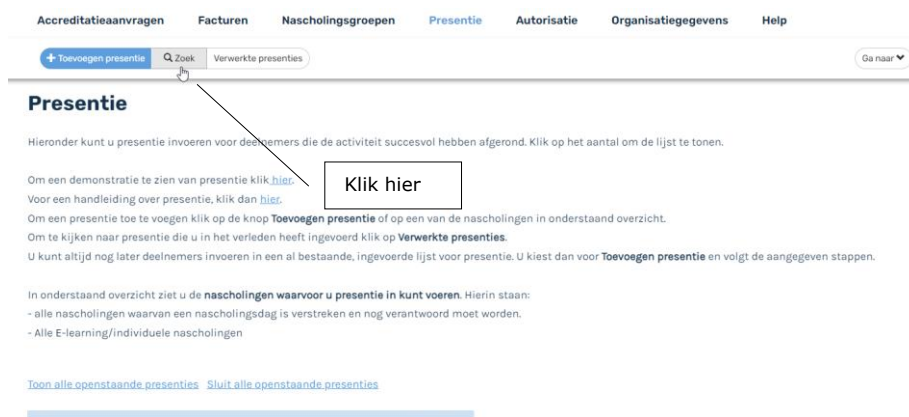 Accreditatieaanvragen Facturen Nascholingsgroepen Presentie Autorisatie Organisatiegegevens Help
+ Toevoegen presentie Zoek Verwerkte presenties Ga naar
Presentie
Hieronder kunt u presentie invoeren voor deelnemers die de activiteit succesvol hebben afgerond. Klik op het aantal om de lijst te tonen.
Klik hier
Om een demonstratie te zien van presentie klik hier.
Voor een handleiding over presentie, klik dan hier.
Om een presentie toe te voegen klik op de knop Toevoegen presentie of op een van de nascholingen in onderstaand overzicht.
Om te kijken naar presentie die u in het verleden heeft ingevoerd klik op Verwerkte presenties.
U kunt altijd nog later deelnemers invoeren in een al bestaande, ingevoerde lijst voor presentie. U kiest dan voor Toevoegen presentie en volgt de aangegeven stappen.
In onderstaand overzicht ziet u de nascholingen waarvoor u presentie in kunt voeren. Hierin staan:
- alle nascholingen waarvan een nascholingsdag is verstreken en nog verantwoord moet worden.
- Alle E-learning/individuele nascholingen
Toon alle openstaande presenties Sluit alle openstaande presenties